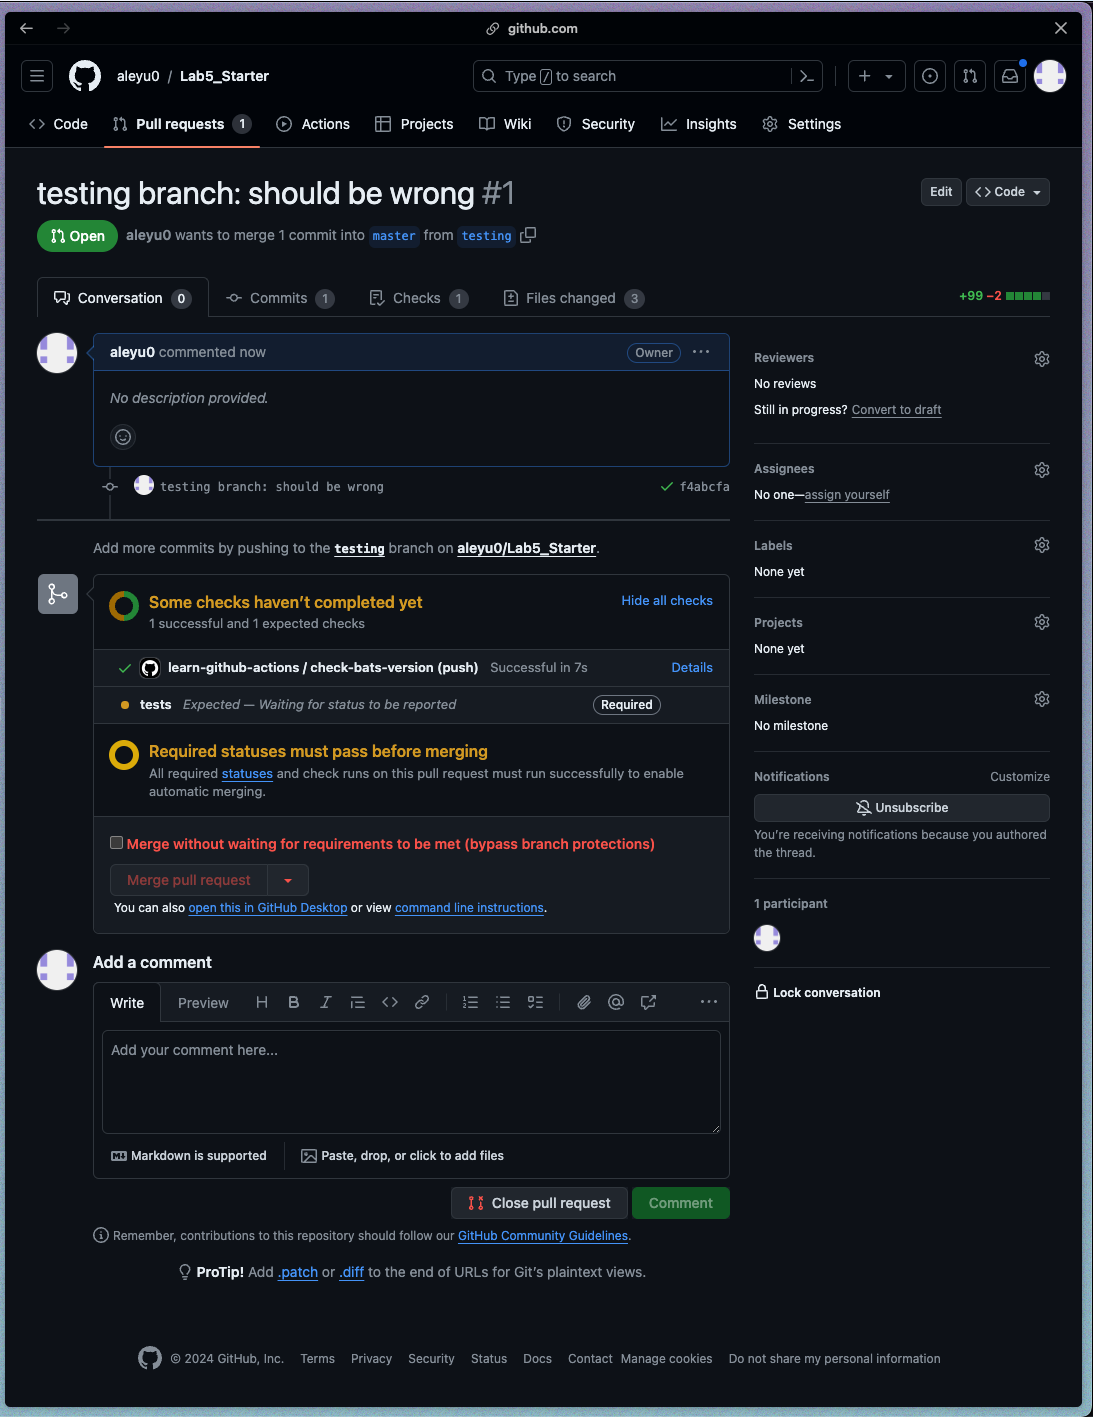 github.com
aleyu0 / Lab5_Starter
Type / to search
Code
Pull requests 1
Actions
Projects
Wiki
Security
Insights
Settings
testing branch: should be wrong #1
Edit
Code
Open
aleyu0 wants to merge 1 commit into master from testing
Conversation 0
Commits 1
Checks 1
Files changed 3
+99 −2
aleyu0 commented now
Owner
No description provided.
testing branch: should be wrong
f4abcfa
Add more commits by pushing to the testing branch on aleyu0/Lab5_Starter.
Some checks haven’t completed yet
Hide all checks
1 successful and 1 expected checks
learn-github-actions / check-bats-version (push) Successful in 7s
Details
tests Expected — Waiting for status to be reported
Required
Required statuses must pass before merging
All required statuses and check runs on this pull request must run successfully to enable
automatic merging.
Merge without waiting for requirements to be met (bypass branch protections)
Merge pull request
You can also open this in GitHub Desktop or view command line instructions.
Add a comment
Write
Preview
Add your comment here...
Markdown is supported
Paste, drop, or click to add files
Close pull request
Comment
Remember, contributions to this repository should follow our GitHub Community Guidelines.
ProTip! Add .patch or .diff to the end of URLs for Git’s plaintext views.
Reviewers
No reviews
Still in progress? Convert to draft
Assignees
No one—assign yourself
Labels
None yet
Projects
None yet
Milestone
No milestone
Notifications
Customize
Unsubscribe
You’re receiving notifications because you authored
the thread.
1 participant
Lock conversation
© 2024 GitHub, Inc.
Terms
Privacy
Security
Status
Docs
Contact
Manage cookies
Do not share my personal information